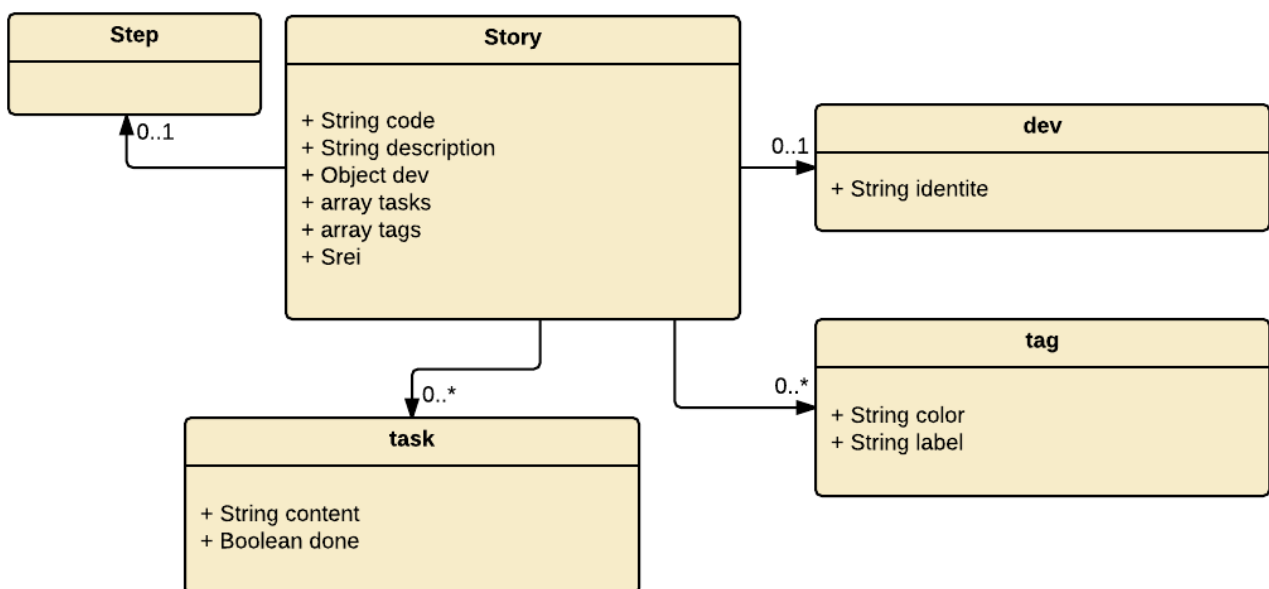 Step
Story
+ String code
+ String description
+ Object dev
+ array tasks
+ array tags
+ Srei
0..1
0..1
dev
+ String identite
0..*
tag
+ String color
+ String label
0..*
task
+ String content
+ Boolean done